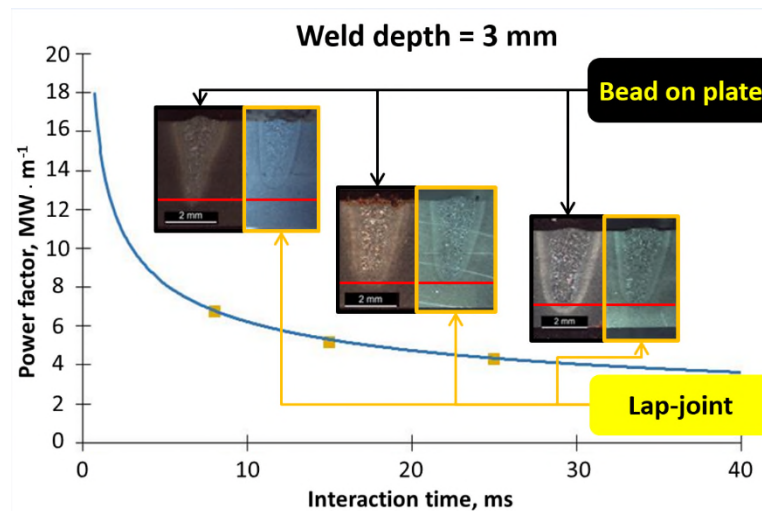 Weld depth = 3 mm
Bead on plate
20
18
16
14
12
10
8
6
4
2
0
Power factor, MW . m⁻¹
2 mm
2 mm
2 mm
Lap-joint
0
10
20
30
40
Interaction time, ms